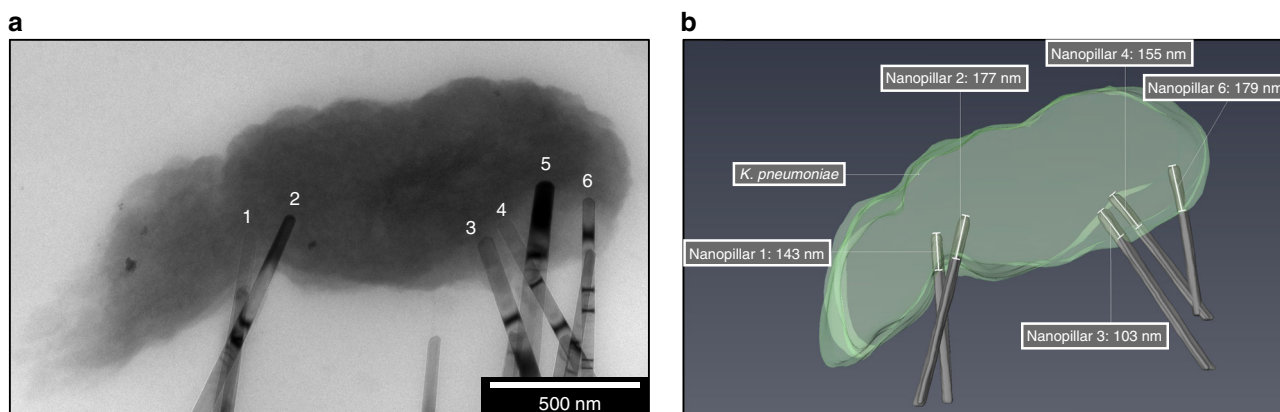 a
1
2
3
4
5
6
500 nm
b
Nanopillar 4: 155 nm
Nanopillar 2: 177 nm
Nanopillar 6: 179 nm
K. pneumoniae
Nanopillar 1: 143 nm
Nanopillar 3: 103 nm